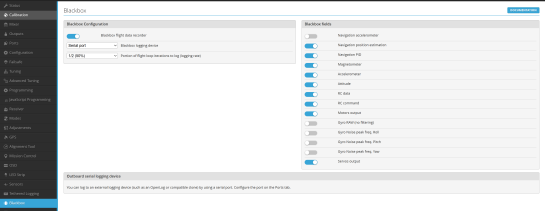 Status
Calibration
Mixer
Outputs
Ports
Configuration
Failsafe
Tuning
Advanced Tuning
Programming
JavaScript Programming
Receiver
Modes
Adjustments
GPS
Alignment Tool
Mission Control
OSD
LED Strip
Sensors
Tethered Logging
Blackbox
Blackbox
Blackbox Configuration
Blackbox flight data recorder
Serial port Blackbox logging device
1/2 (50%) Portion of flight loop iterations to log (logging rate)
Blackbox fields
Navigation accelerometer
Navigation position estimation
Navigation PID
Magnetometer
Accelerometer
Attitude
RC data
RC command
Motors output
Gyro RAW (no filtering)
Gyro Noise peak freq. Roll
Gyro Noise peak freq. Pitch
Gyro Noise peak freq. Yaw
Servos output
Outboard serial logging device
You can log to an external logging device (such as an OpenLog or compatible clone) by using a serial port. Configure the port on the Ports tab.